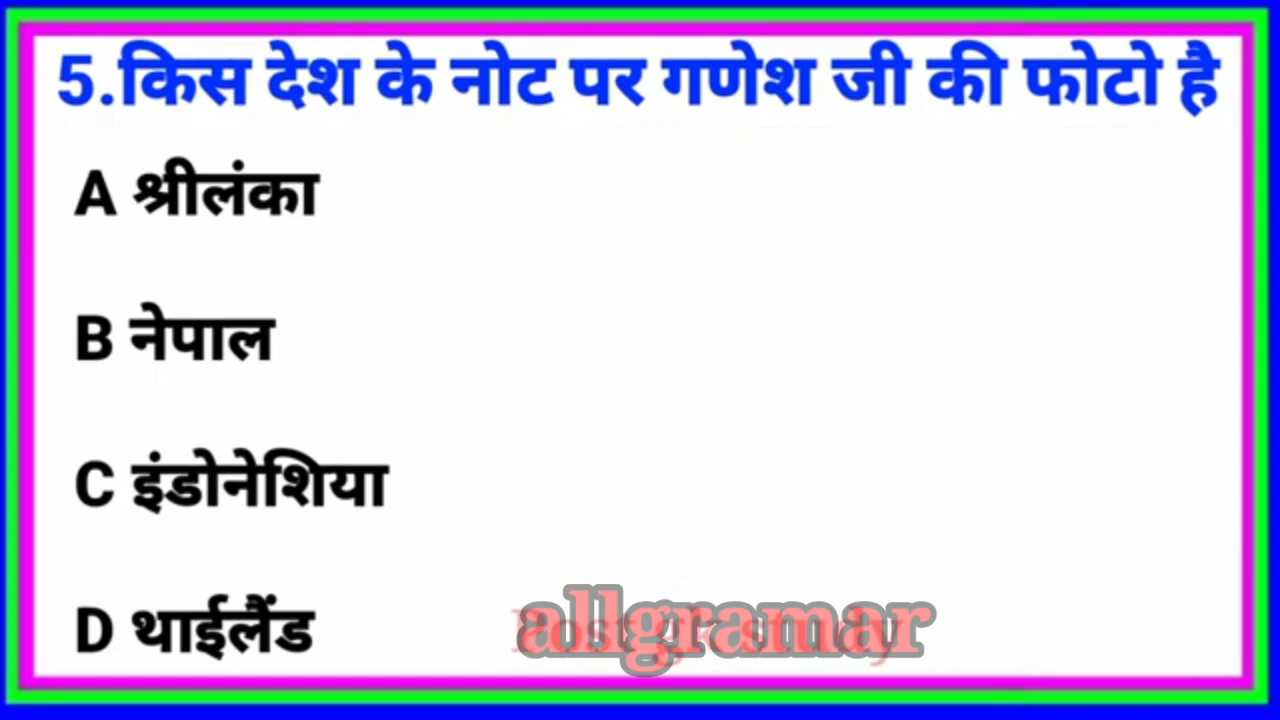 5.किस देश के नोट पर गणेश जी की फोटो है
A श्रीलंका
B नेपाल
C इंडोनेशिया
D थाईलैंड
allgramar